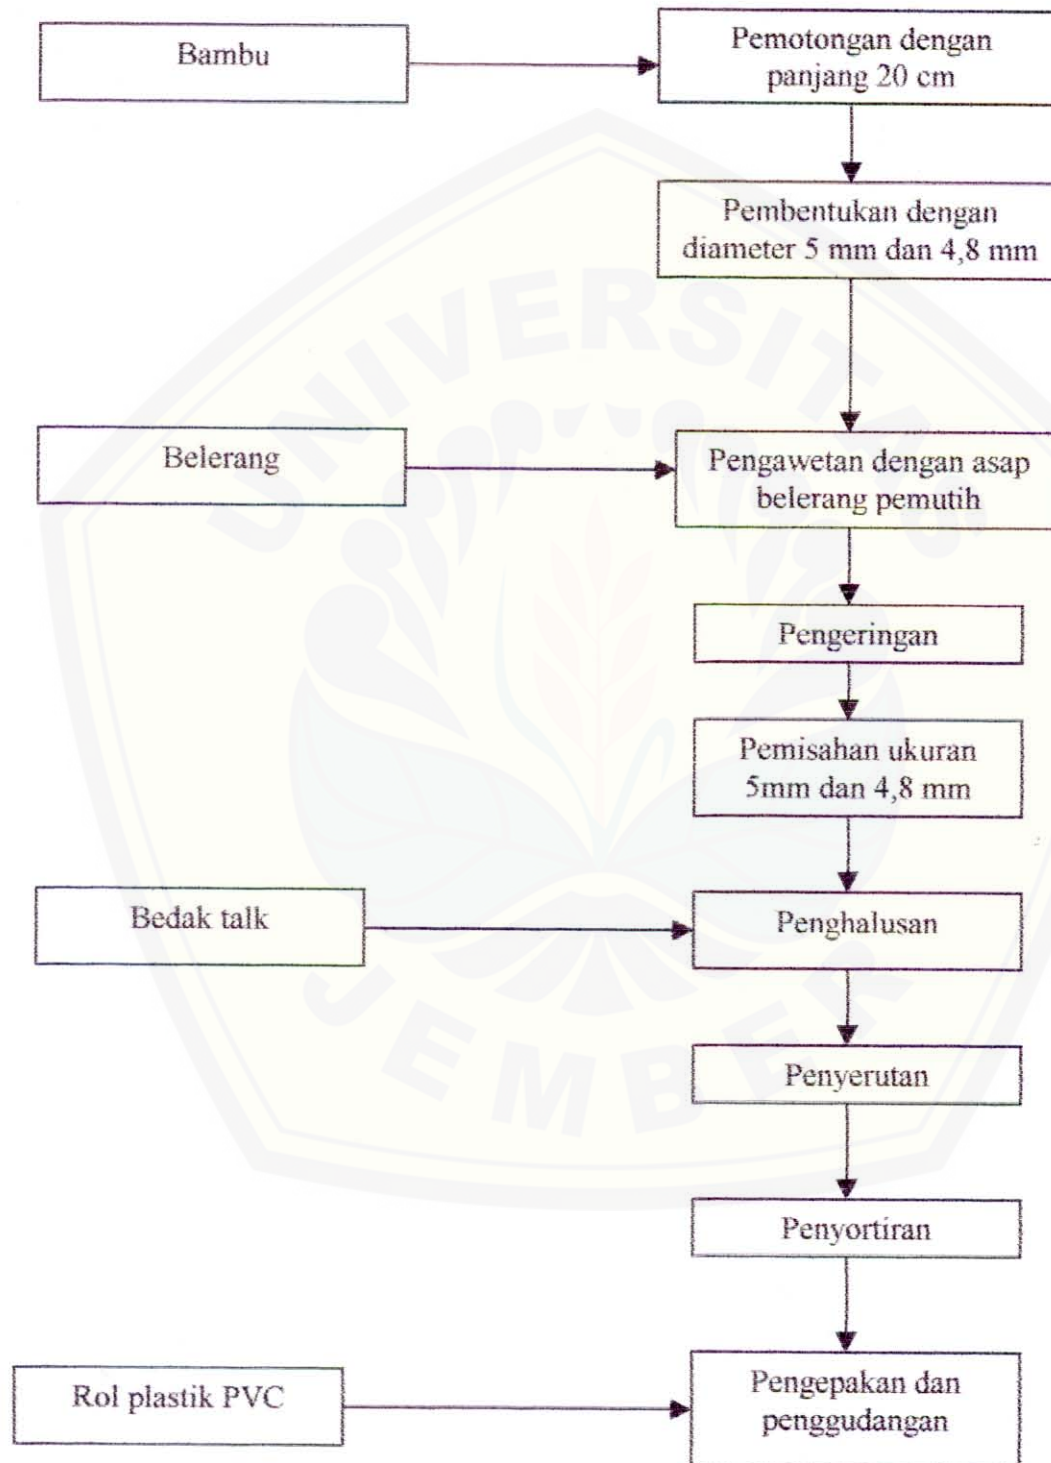 Bambu
Pemotongan dengan
panjang 20 cm
Pembentukan dengan
diameter 5 mm dan 4,8 mm
Belerang
Pengawetan dengan asap
belerang pemutih
Pengeringan
Pemisahan ukuran
5mm dan 4,8 mm
Bedak talk
Penghalusan
Penyerutan
Penyortiran
Rol plastik PVC
Pengepakan dan
penggudangan
UNIVERSITAS
JEMBER